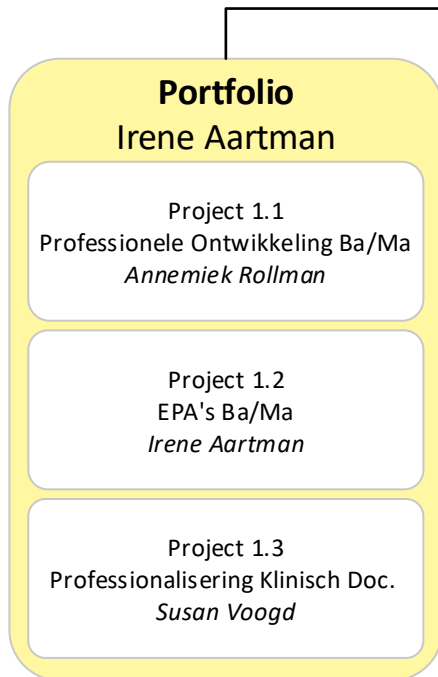 Portfolio
Irene Aartman
Project 1.1
Professionele Ontwikkeling Ba/Ma
Annemiek Rollman
Project 1.2
EPA's Ba/Ma
Irene Aartman
Project 1.3
Professionalisering Klinisch Doc.
Susan Voogd